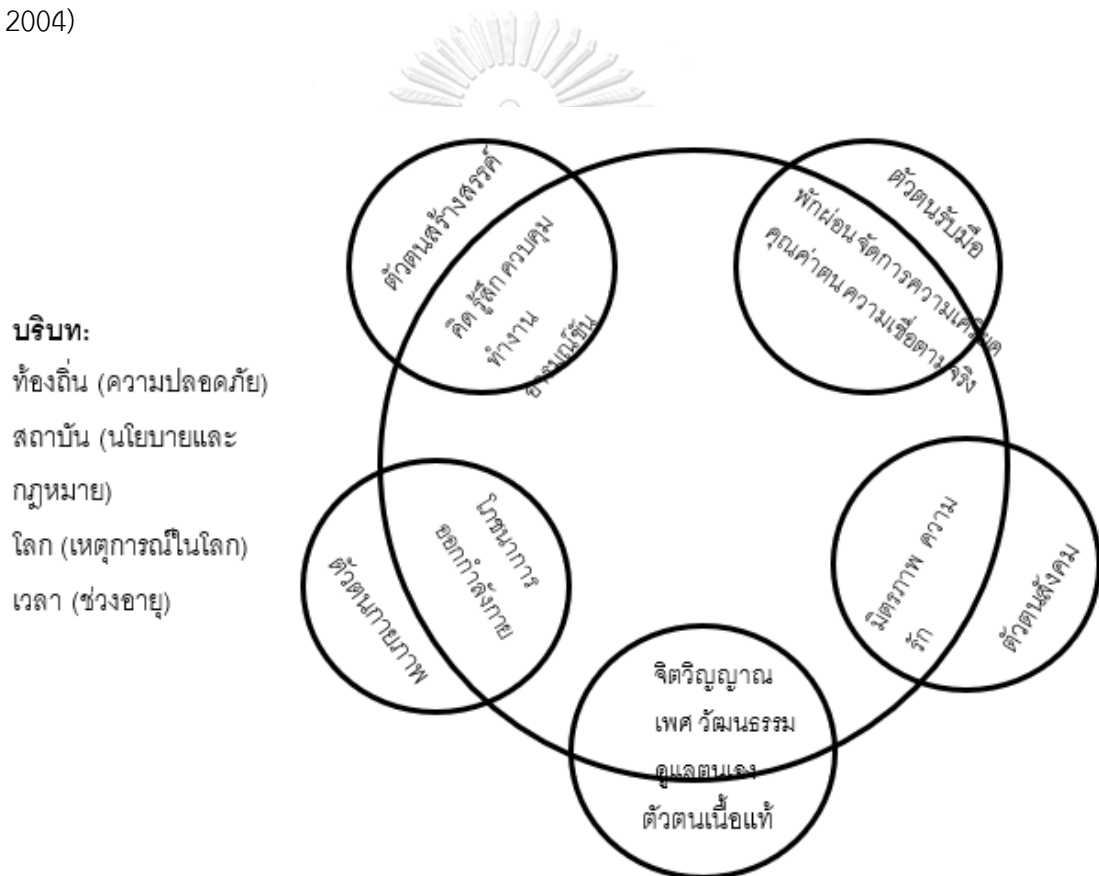 2004)
ตัวตนสร้างสรรค์
คิด รู้สึก ควบคุม
ทำงาน
อารมณ์ขัน
ตัวตนรับมือ
พักผ่อน จัดการความเครียด
คุณค่าตน ความเชื่อตามจริง
บริบท:
ท้องถิ่น (ความปลอดภัย)
สถาบัน (นโยบายและ
กฎหมาย)
โลก (เหตุการณ์ในโลก)
เวลา (ช่วงอายุ)
โภชนาการ
ออกกำลังกาย
ตัวตนกายภาพ
มิตรภาพ ความ
รัก
ตัวตนสังคม
จิตวิญญาณ
เพศ วัฒนธรรม
ดูแลตนเอง
ตัวตนเนื้อแท้